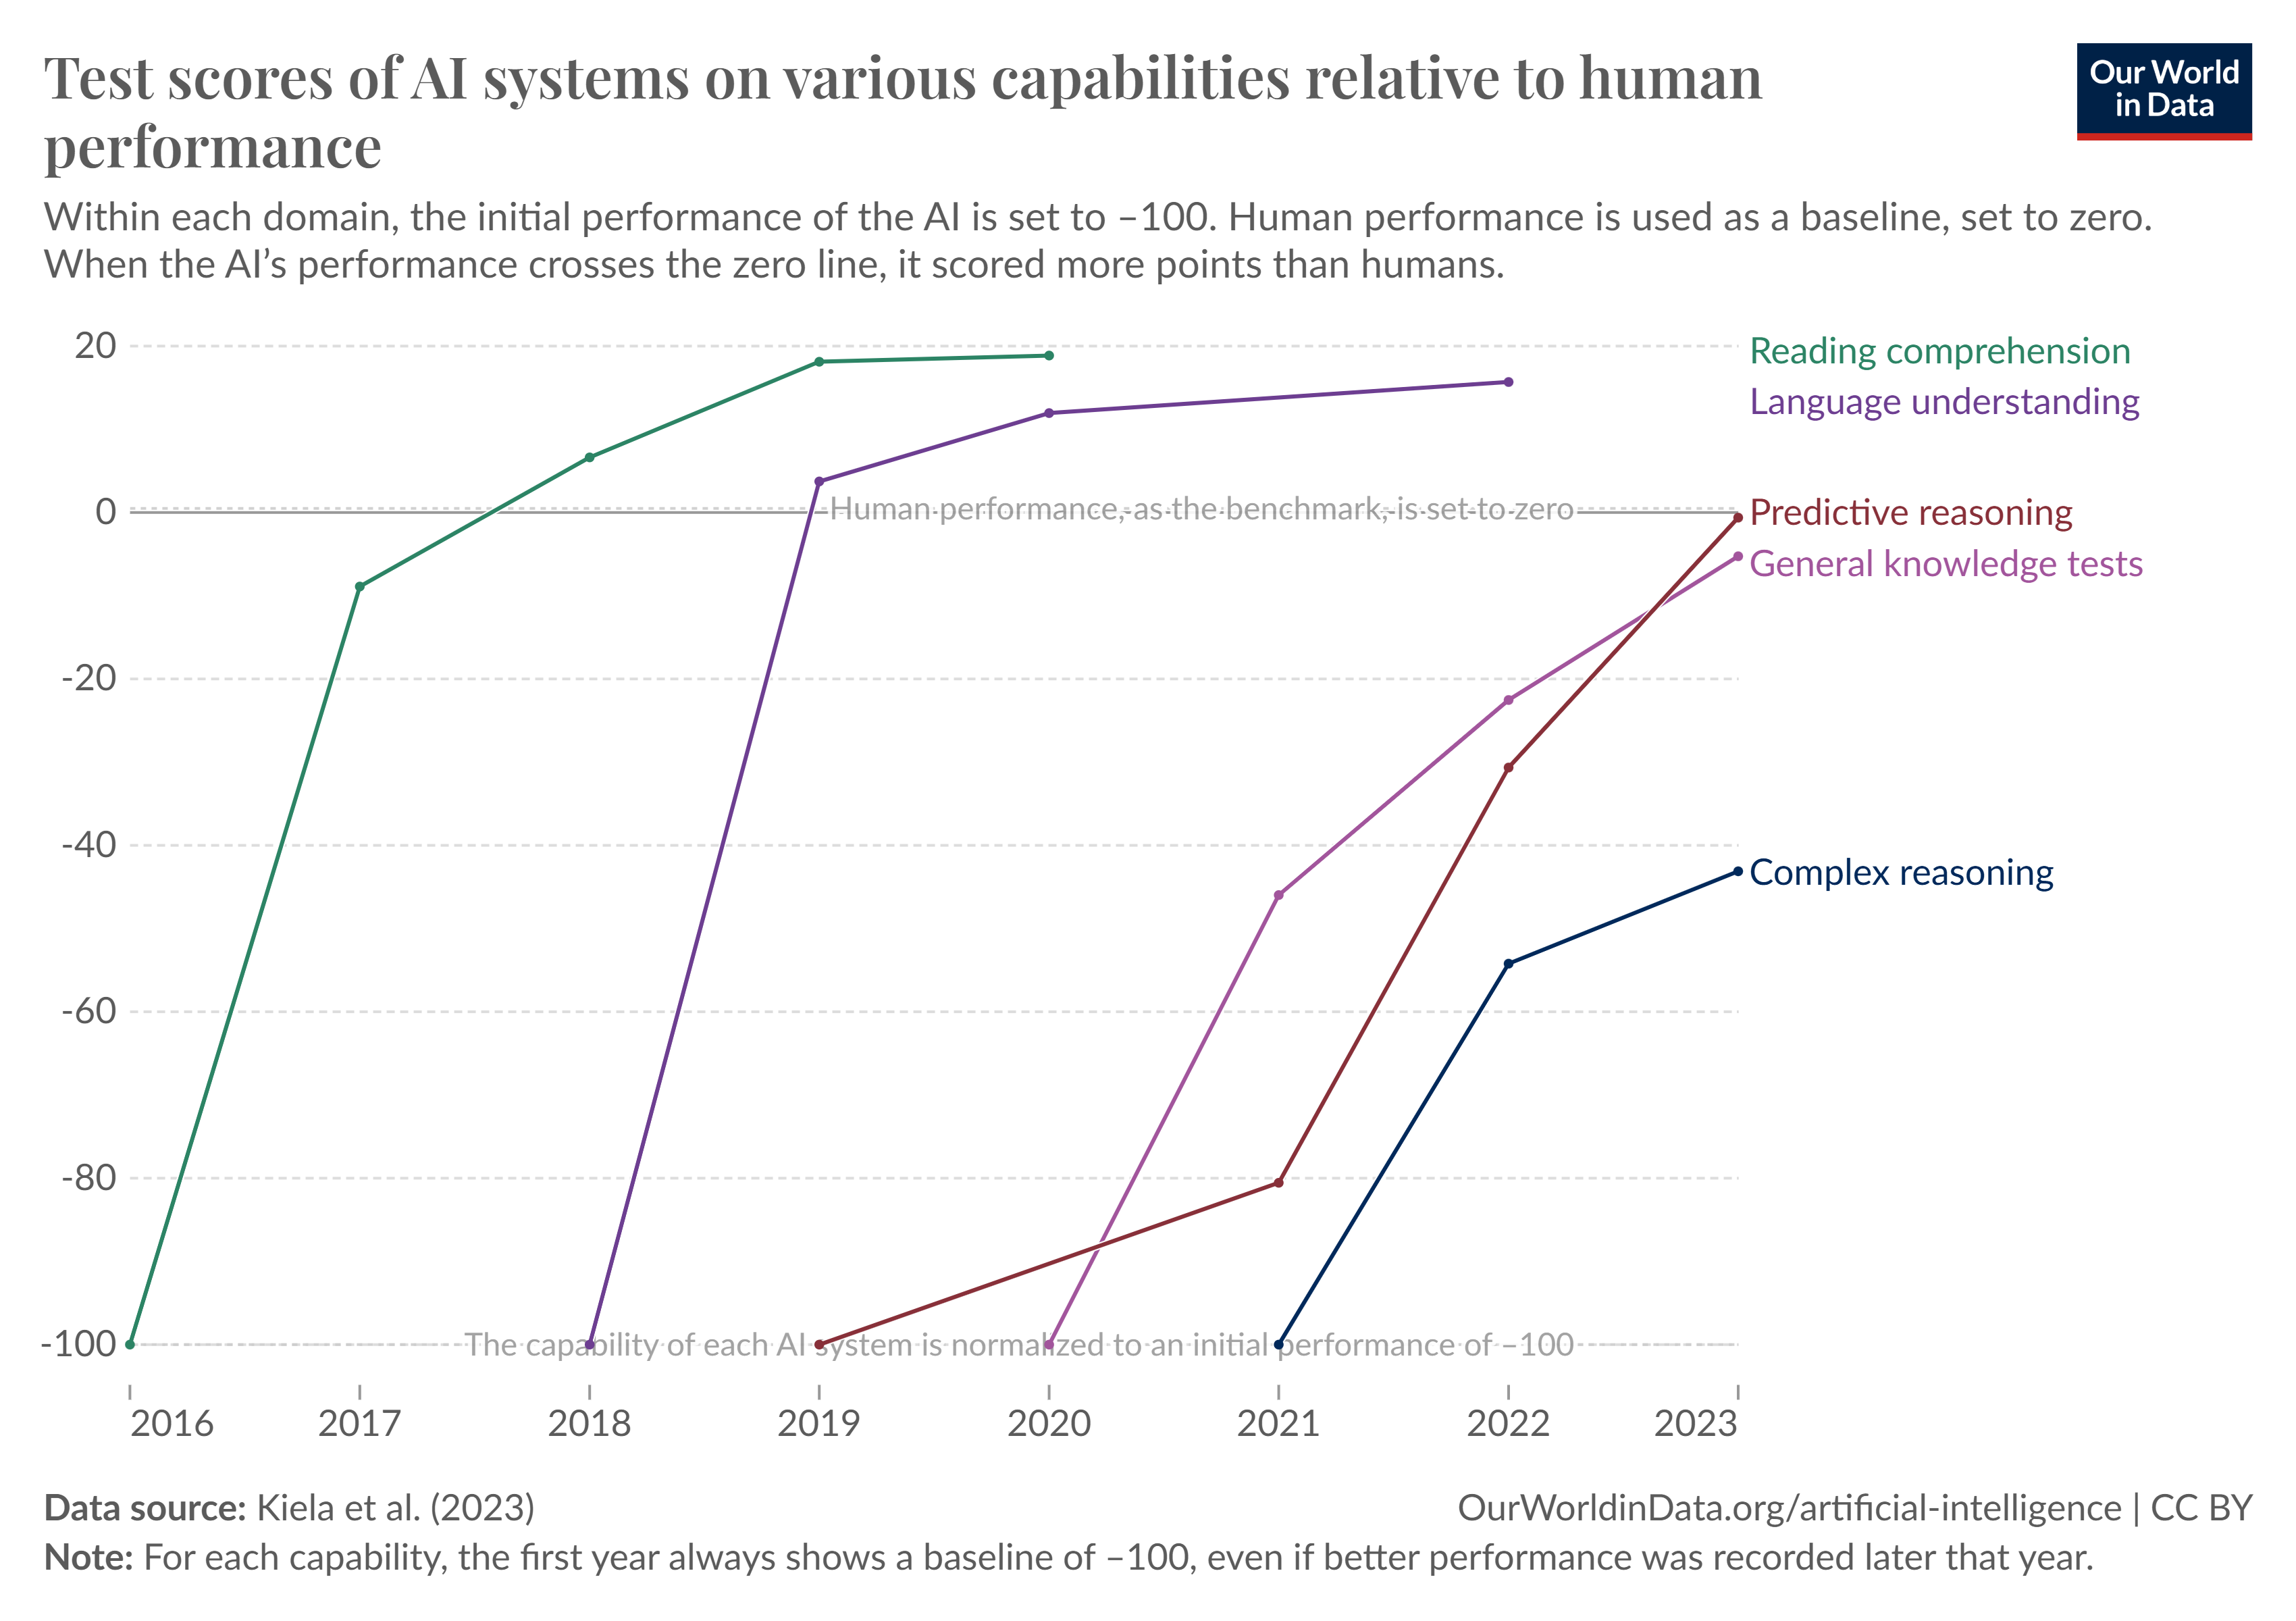 Test scores of AI systems on various capabilities relative to human
performance
Our World
in Data
Within each domain, the initial performance of the AI is set to −100. Human performance is used as a baseline, set to zero.
When the AI’s performance crosses the zero line, it scored more points than humans.
20
0
-20
-40
-60
-80
-100
Reading comprehension
Language understanding
Human performance, as the benchmark, is set to zero
Predictive reasoning
General knowledge tests
Complex reasoning
The capability of each AI system is normalized to an initial performance of −100
2016
2017
2018
2019
2020
2021
2022
2023
Data source: Kiela et al. (2023)
OurWorldinData.org/artificial-intelligence | CC BY
Note: For each capability, the first year always shows a baseline of −100, even if better performance was recorded later that year.